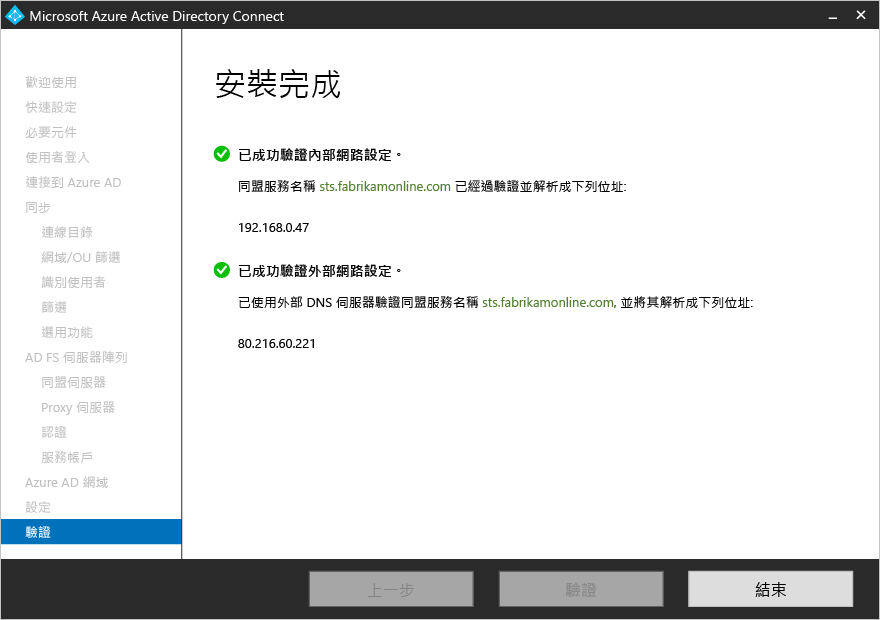 Microsoft Azure Active Directory Connect
歡迎使用
快速設定
必要元件
使用者登入
連接到 Azure AD
同步
連線目錄
網域/OU 篩選
識別使用者
篩選
選用功能
AD FS 伺服器陣列
同盟伺服器
Proxy 伺服器
認證
服務帳戶
Azure AD 網域
設定
驗證
安裝完成
已成功驗證內部網路設定。
同盟服務名稱 sts.fabrikamonline.com 已經過驗證並解析成下列位址:
192.168.0.47
已成功驗證外部網路設定。
已使用外部 DNS 伺服器驗證同盟服務名稱 sts.fabrikamonline.com, 並將其解析成下列位址:
80.216.60.221
上一步
驗證
結束